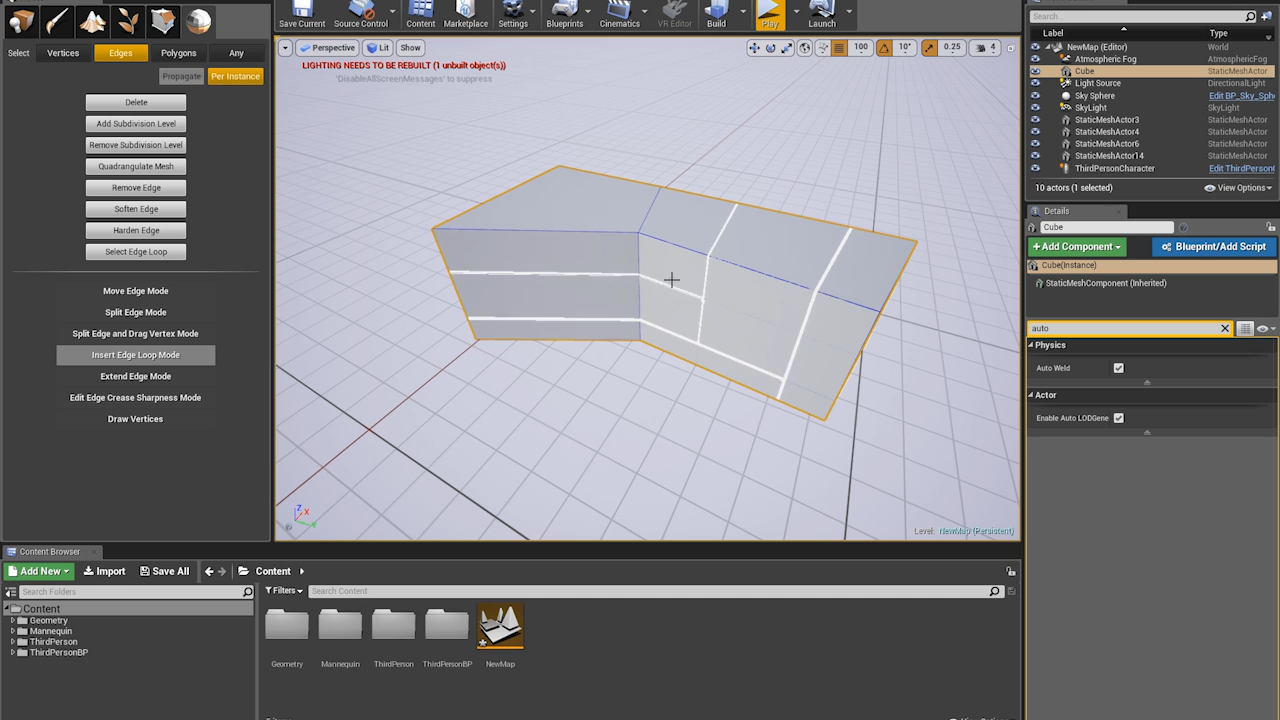 Save Current
Source Control
Content
Marketplace
Settings
Blueprints
Cinematics
VR Editor
Build
Play
Launch
Select
Vertices
Edges
Polygons
Any
Propagate
Per Instance
Delete
Add Subdivision Level
Remove Subdivision Level
Quadrangulate Mesh
Remove Edge
Soften Edge
Harden Edge
Select Edge Loop
Move Edge Mode
Split Edge Mode
Split Edge and Drag Vertex Mode
Insert Edge Loop Mode
Extend Edge Mode
Edit Edge Crease Sharpness Mode
Draw Vertices
Perspective
Lit
Show
100
10°
0.25
4
LIGHTING NEEDS TO BE REBUILT (1 unbuilt object(s))
'DisableAllScreenMessages' to suppress
Z
X
Level: NewMap (Persistent)
Search...
Label
Type
NewMap (Editor) World
Atmospheric Fog AtmosphericFog
Cube StaticMeshActor
Light Source DirectionalLight
Sky Sphere Edit BP_Sky_Sph
SkyLight SkyLight
StaticMeshActor3 StaticMeshActor
StaticMeshActor4 StaticMeshActor
StaticMeshActor6 StaticMeshActor
StaticMeshActor14 StaticMeshActor
ThirdPersonCharacter Edit ThirdPerson
10 actors (1 selected)
View Options
Details
Cube
+ Add Component
Blueprint/Add Script
Cube(Instance)
StaticMeshComponent (Inherited)
auto
Physics
Auto Weld
Actor
Enable Auto LODGene
Content Browser
Add New
Import
Save All
Content
Search Folders
Filters
Search Content
Content
Geometry
Mannequin
ThirdPerson
ThirdPersonBP
Geometry
Mannequin
ThirdPerson
ThirdPersonBP
NewMap